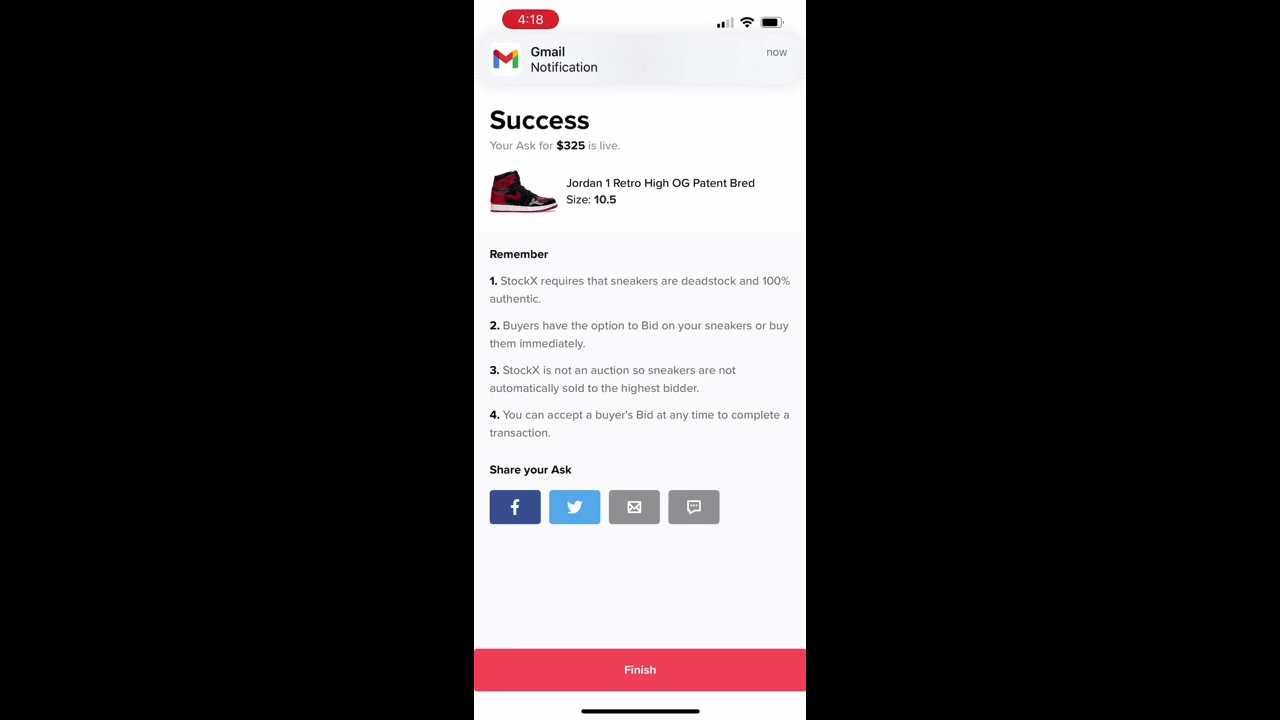 4:18
Gmail
now
Notification
Success
Your Ask for $325 is live.
Jordan 1 Retro High OG Patent Bred
Size: 10.5
Remember
1. StockX requires that sneakers are deadstock and 100%
authentic.
2. Buyers have the option to Bid on your sneakers or buy
them immediately.
3. StockX is not an auction so sneakers are not
automatically sold to the highest bidder.
4. You can accept a buyer's Bid at any time to complete a
transaction.
Share your Ask
Finish